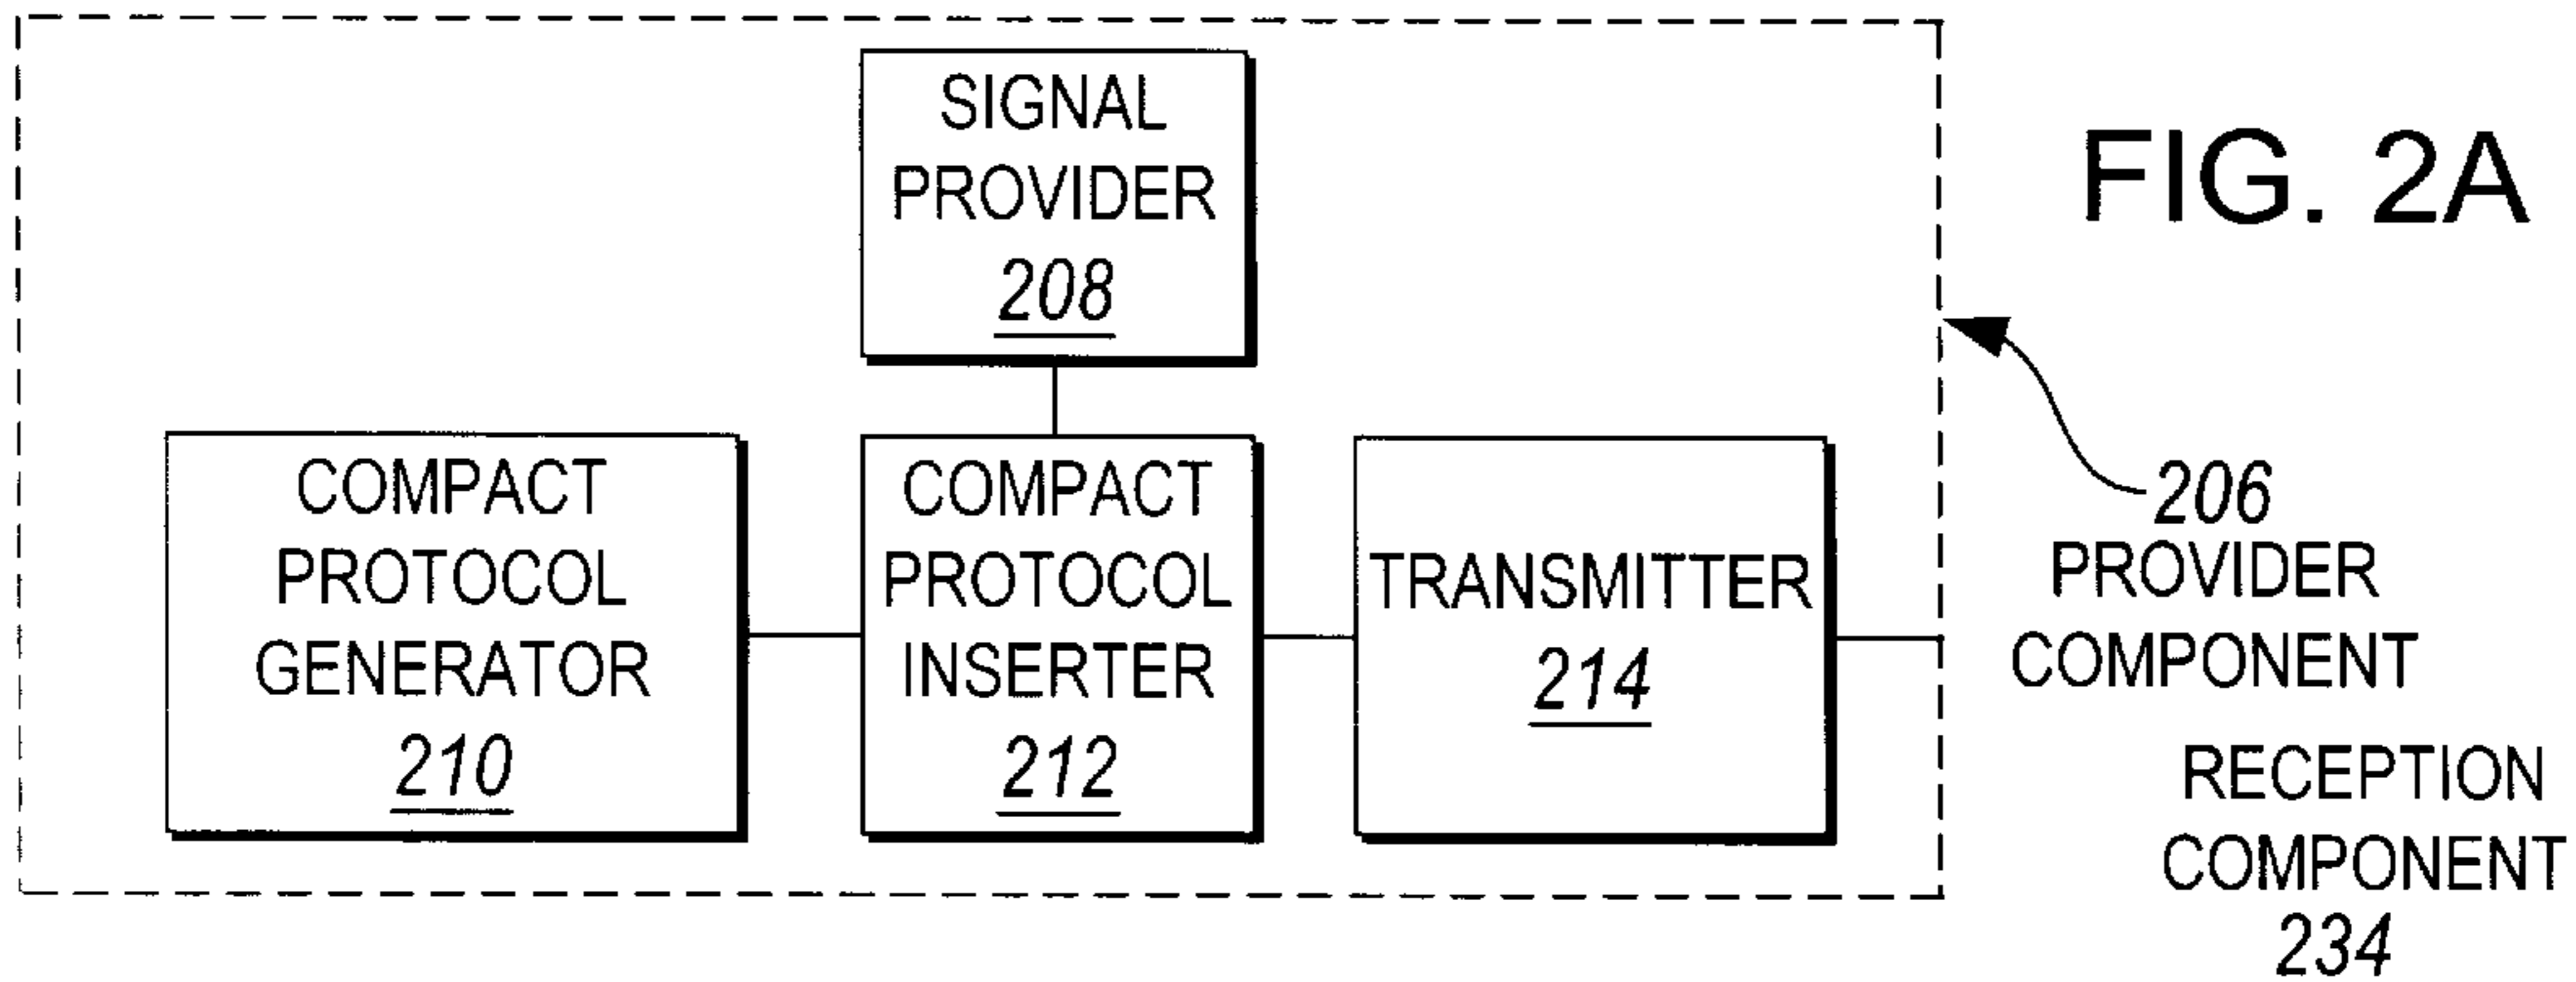 SIGNAL
PROVIDER
208
FIG. 2A
COMPACT
PROTOCOL
GENERATOR
210
COMPACT
PROTOCOL
INSERTER
212
TRANSMITTER
214
206
PROVIDER
COMPONENT
RECEPTION
COMPONENT
234